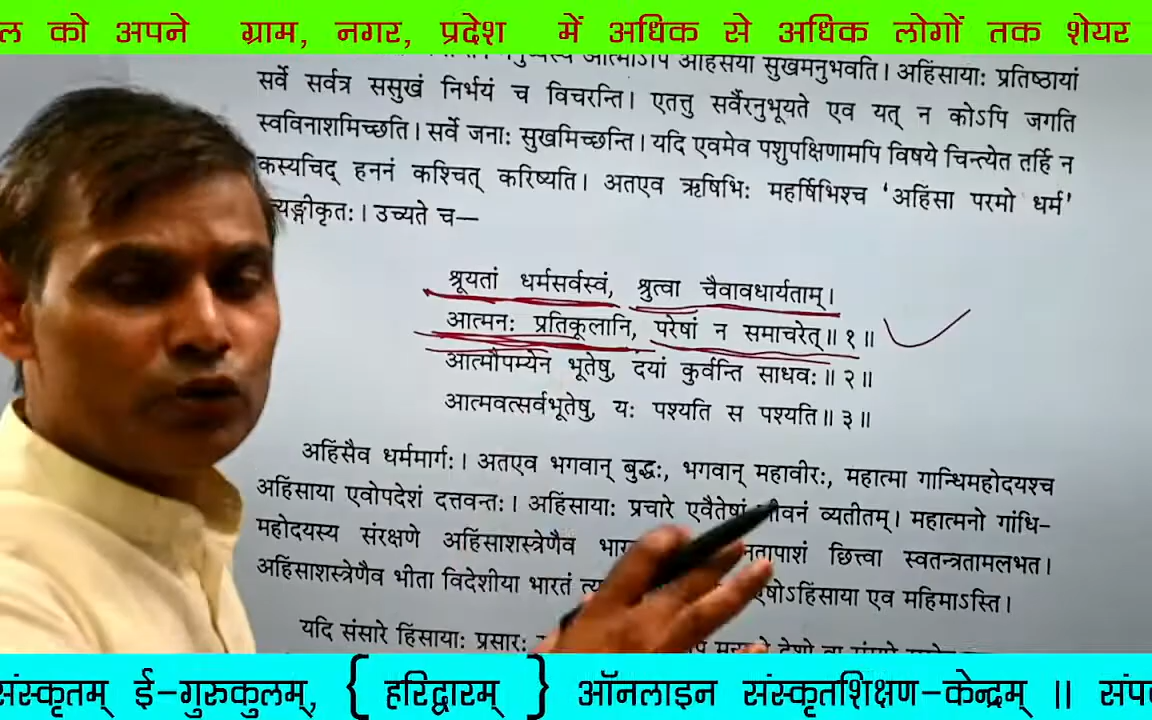 ल को अपने ग्राम, नगर, प्रदेश में अधिक से अधिक लोगों तक शेयर
सुखमनुभवति। अहिंसायाः प्रतिष्ठायां
सर्वे सर्वत्र ससुखं निर्भयं च विचरन्ति। एतत्तु सर्वैरनुभूयते एव यत् न कोऽपि जगति
स्वविनाशमिच्छति। सर्वे जनाः सुखमिच्छन्ति। यदि एवमेव पशुपक्षिणामपि विषये चिन्त्येत तर्हि न
कस्यचिद् हननं कश्चित् करिष्यति। अतएव ऋषिभिः महर्षिभिश्च 'अहिंसा परमो धर्म'
त्यङ्गीकृतः। उच्यते च—
श्रूयतां धर्मसर्वस्वं, श्रुत्वा चैवावधार्यताम्।
आत्मनः प्रतिकूलानि, परेषां न समाचरेत्॥ १॥
आत्मौपम्येन भूतेषु, दयां कुर्वन्ति साधवः॥ २॥
आत्मवत्सर्वभूतेषु, यः पश्यति स पश्यति॥ ३॥
अहिंसैव धर्ममार्गः। अतएव भगवान् बुद्धः, भगवान् महावीरः, महात्मा गान्धिमहोदयश्च
अहिंसाया एवोपदेशं दत्तवन्तः। अहिंसायाः प्रचारे एवैतेषां जीवनं व्यतीतम्। महात्मनो गांधि-
महोदयस्य संरक्षणे अहिंसाशस्त्रेणैव भार नतापाशं छित्त्वा स्वतन्त्रतामलभत।
अहिंसाशस्त्रेणैव भीता विदेशीया भारतं त्य एषोऽहिंसाया एव महिमाऽस्ति।
यदि संसारे हिंसायाः प्रसारः
संस्कृतम् ई-गुरुकुलम्, { हरिद्वारम् } ऑनलाइन संस्कृतशिक्षण-केन्द्रम् ॥ संप